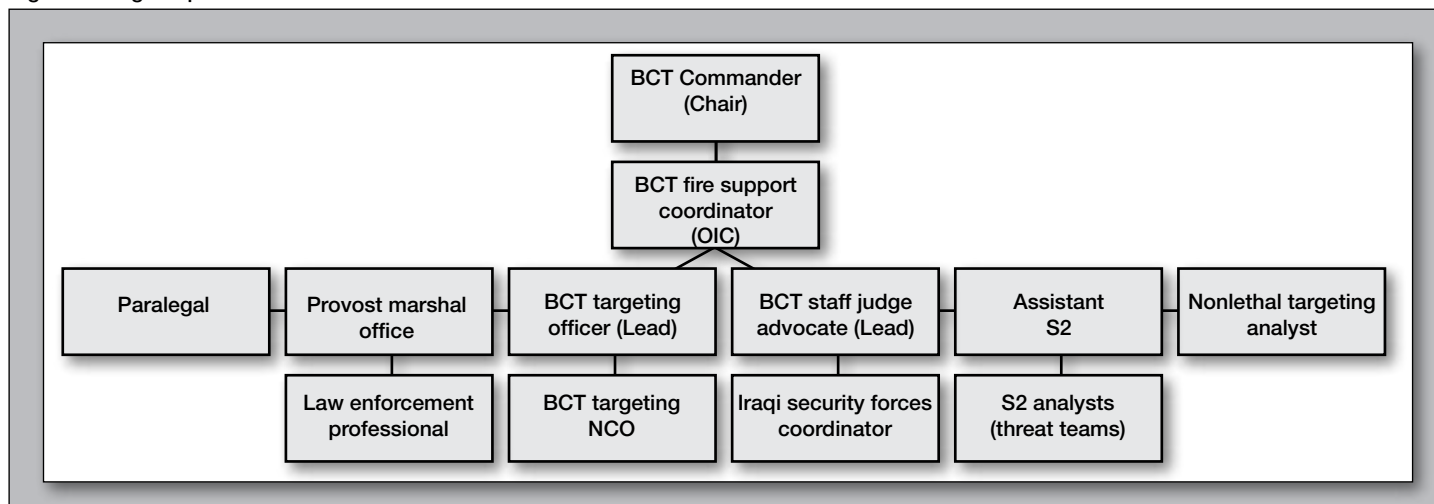 BCT Commander
(Chair)
BCT fire support
coordinator
(OIC)
Paralegal
Provost marshal
office
BCT targeting
officer (Lead)
BCT staff judge
advocate (Lead)
Assistant
S2
Nonlethal targeting
analyst
Law enforcement
professional
BCT targeting
NCO
Iraqi security forces
coordinator
S2 analysts
(threat teams)